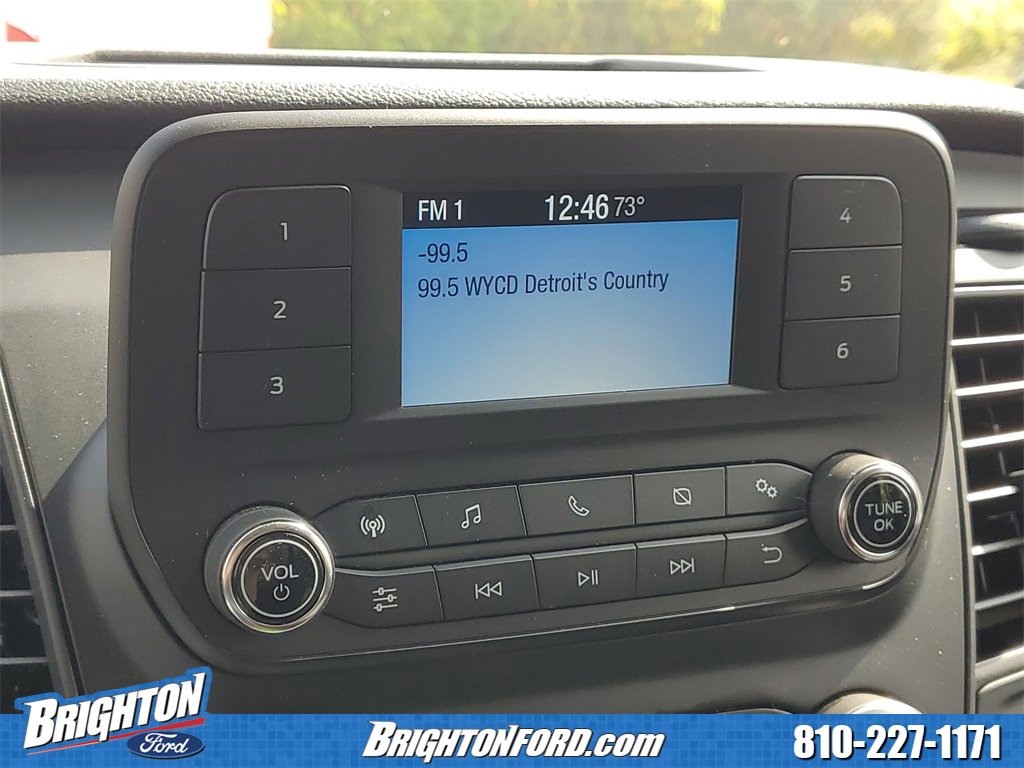 FM 1 12:46 73°
-99.5
99.5 WYCD Detroit's Country
1
2
3
4
5
6
VOL
TUNE
OK
BRIGHTON
Ford
BRIGHTONFORD.com
810-227-1171